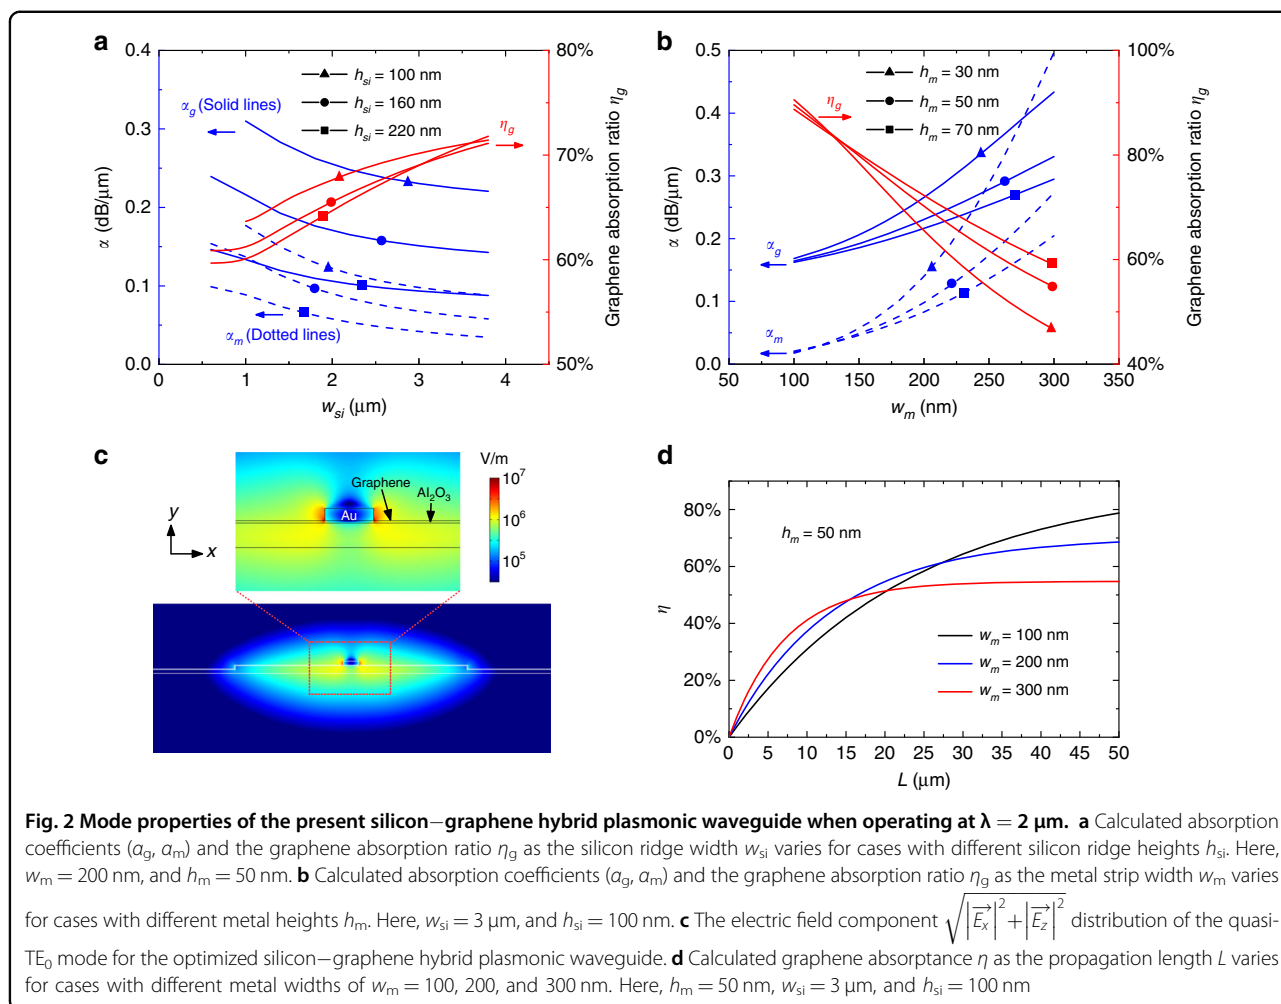 a
0.4
0.3
0.2
0.1
0.0
α (dB/μm)
0
1
2
3
4
w_si (μm)
80%
70%
60%
50%
Graphene absorption ratio η_g
h_si = 100 nm
h_si = 160 nm
h_si = 220 nm
α_g (Solid lines)
η_g
α_m (Dotted lines)
b
0.5
0.4
0.3
0.2
0.1
0.0
α (dB/μm)
50
100
150
200
250
300
350
w_m (nm)
100%
80%
60%
40%
Graphene absorption ratio η_g
h_m = 30 nm
h_m = 50 nm
h_m = 70 nm
η_g
α_g
α_m
c
V/m
10^7
10^6
10^5
Graphene
Al2O3
Au
y
x
d
80%
60%
40%
20%
0%
η
0
5
10
15
20
25
30
35
40
45
50
L (μm)
h_m = 50 nm
w_m = 100 nm
w_m = 200 nm
w_m = 300 nm
Fig. 2 Mode properties of the present silicon–graphene hybrid plasmonic waveguide when operating at λ = 2 μm. a Calculated absorption
coefficients (α_g, α_m) and the graphene absorption ratio η_g as the silicon ridge width w_si varies for cases with different silicon ridge heights h_si. Here,
w_m = 200 nm, and h_m = 50 nm. b Calculated absorption coefficients (α_g, α_m) and the graphene absorption ratio η_g as the metal strip width w_m varies
for cases with different metal heights h_m. Here, w_si = 3 μm, and h_si = 100 nm. c The electric field component √(|E⃗_x|² + |E⃗_z|²) distribution of the quasi-
TE0 mode for the optimized silicon–graphene hybrid plasmonic waveguide. d Calculated graphene absorptance η as the propagation length L varies
for cases with different metal widths of w_m = 100, 200, and 300 nm. Here, h_m = 50 nm, w_si = 3 μm, and h_si = 100 nm